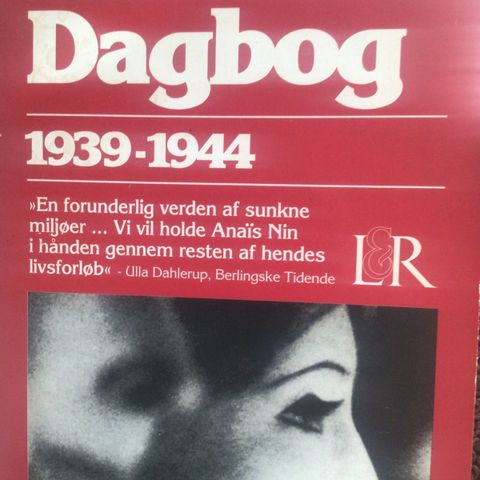 Dagbog
1939-1944
»En forunderlig verden af sunkne
miljøer ... Vi vil holde Anaïs Nin
i hånden gennem resten af hendes
livsforløb« - Ulla Dahlerup, Berlingske Tidende
L&R